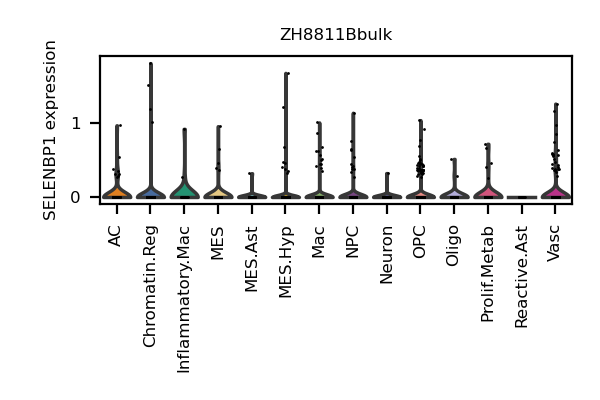 ZH8811Bbulk
SELENBP1 expression
1
0
AC
Chromatin.Reg
Inflammatory.Mac
MES
MES.Ast
MES.Hyp
Mac
NPC
Neuron
OPC
Oligo
Prolif.Metab
Reactive.Ast
Vasc